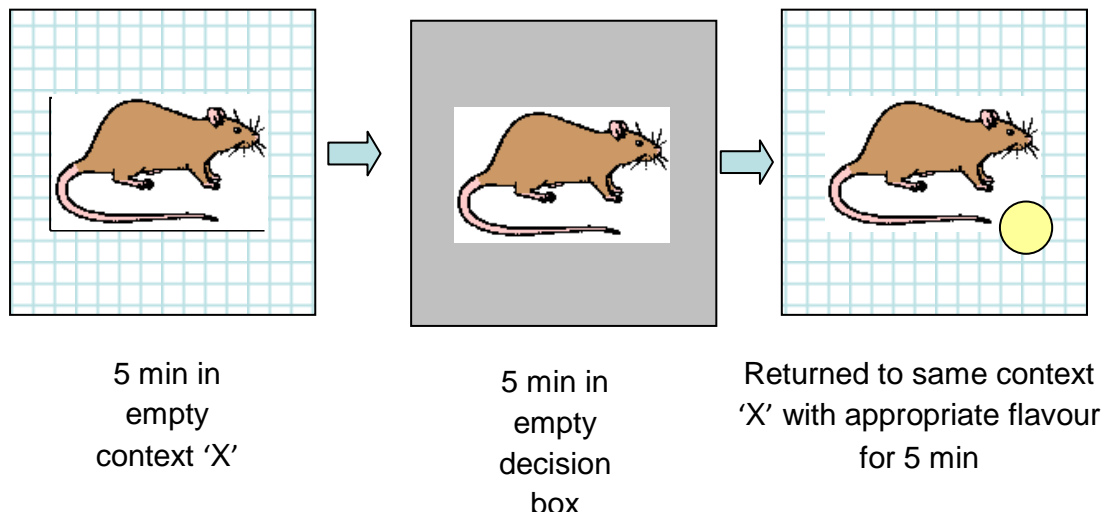 5 min in
empty
context ‘X’
5 min in
empty
decision
box
Returned to same context
‘X’ with appropriate flavour
for 5 min